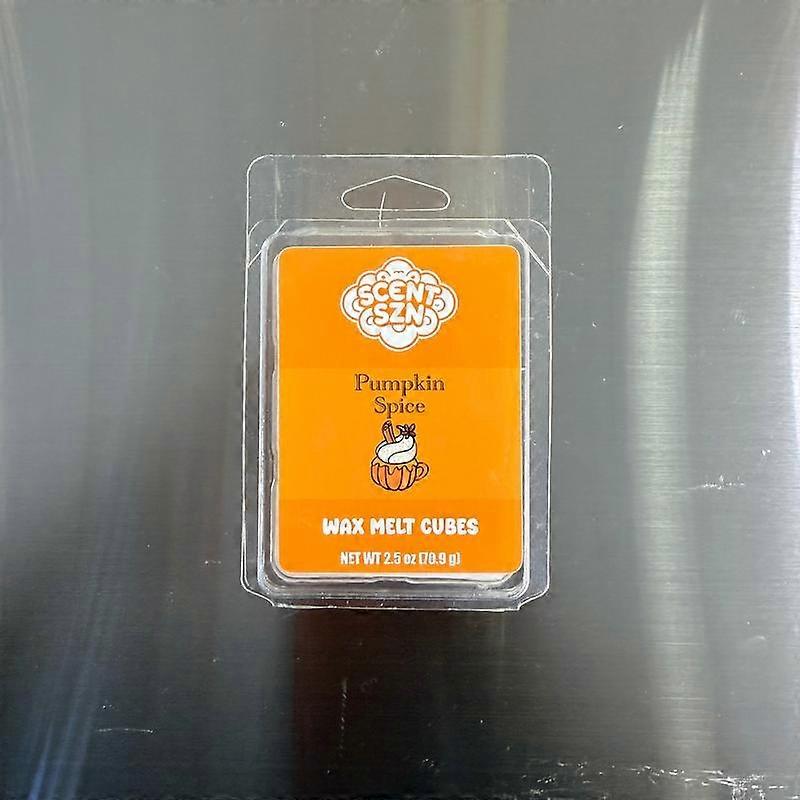 SCENT
SZN
Pumpkin
Spice
WAX MELT CUBES
NET WT 2.5 oz (70.9 g)